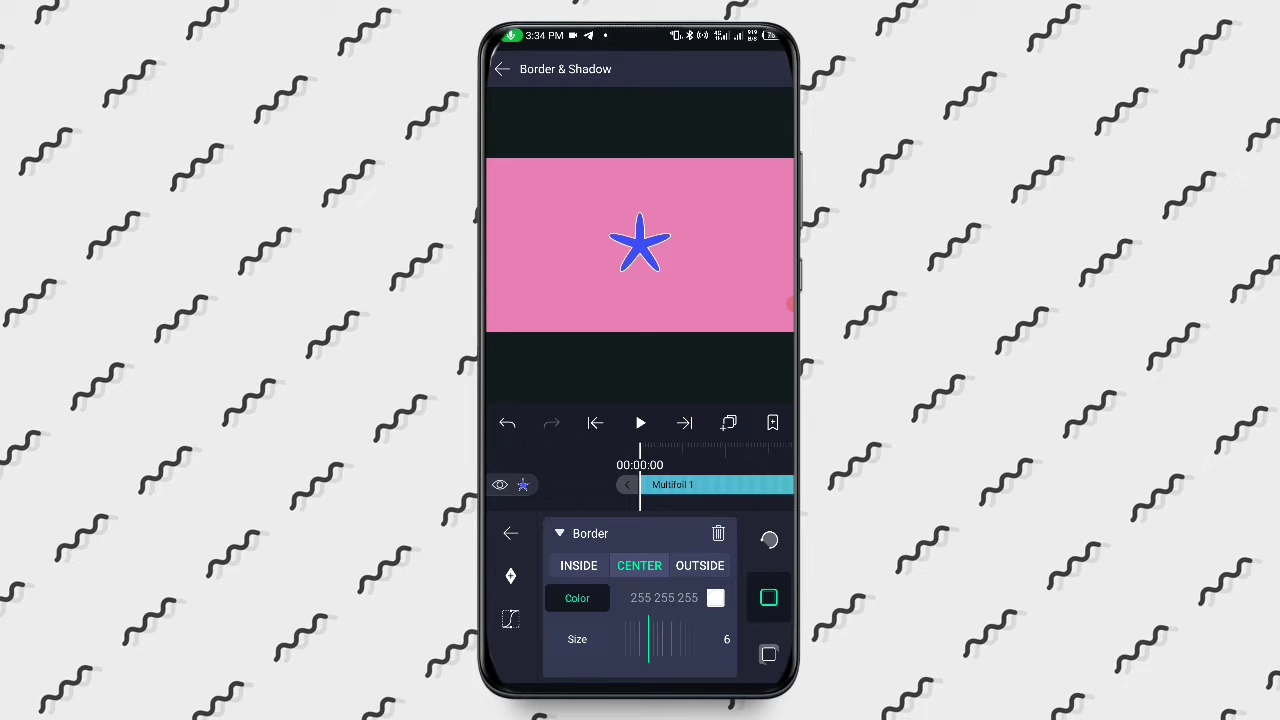 3:34 PM
Border & Shadow
00:00:00
Multifoil 1
Border
INSIDE CENTER OUTSIDE
Color 255 255 255
Size 6